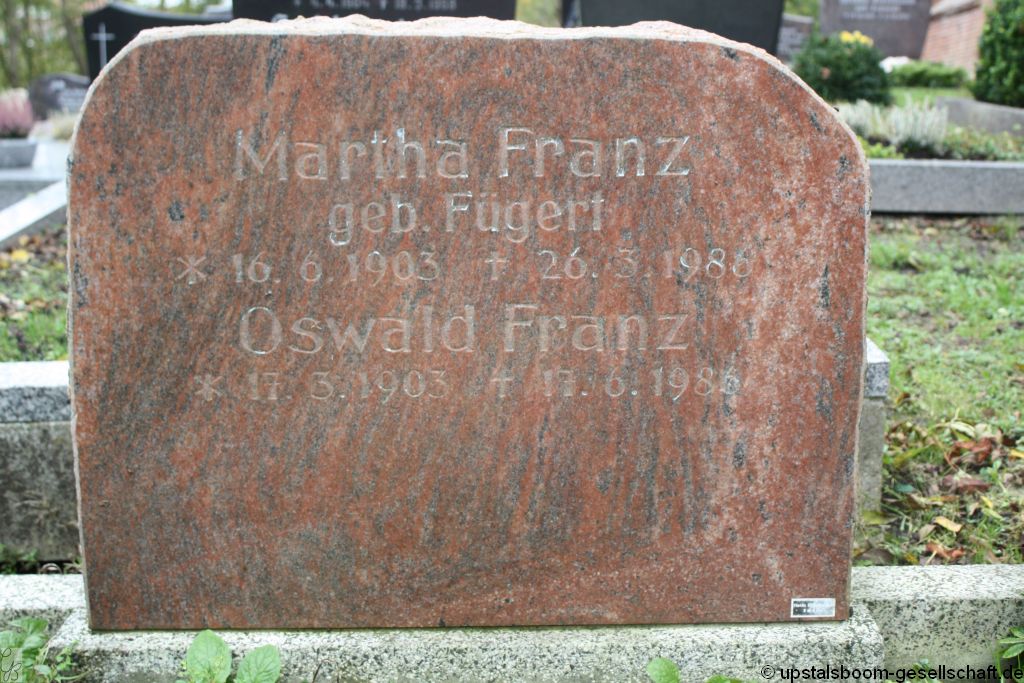 Martha Franz
geb. Fügert
* 16. 6. 1903 † 26. 3. 1986
Oswald Franz
* 17. 3. 1903 † 17. 6. 1986
© upstalsboom-gesellschaft.de